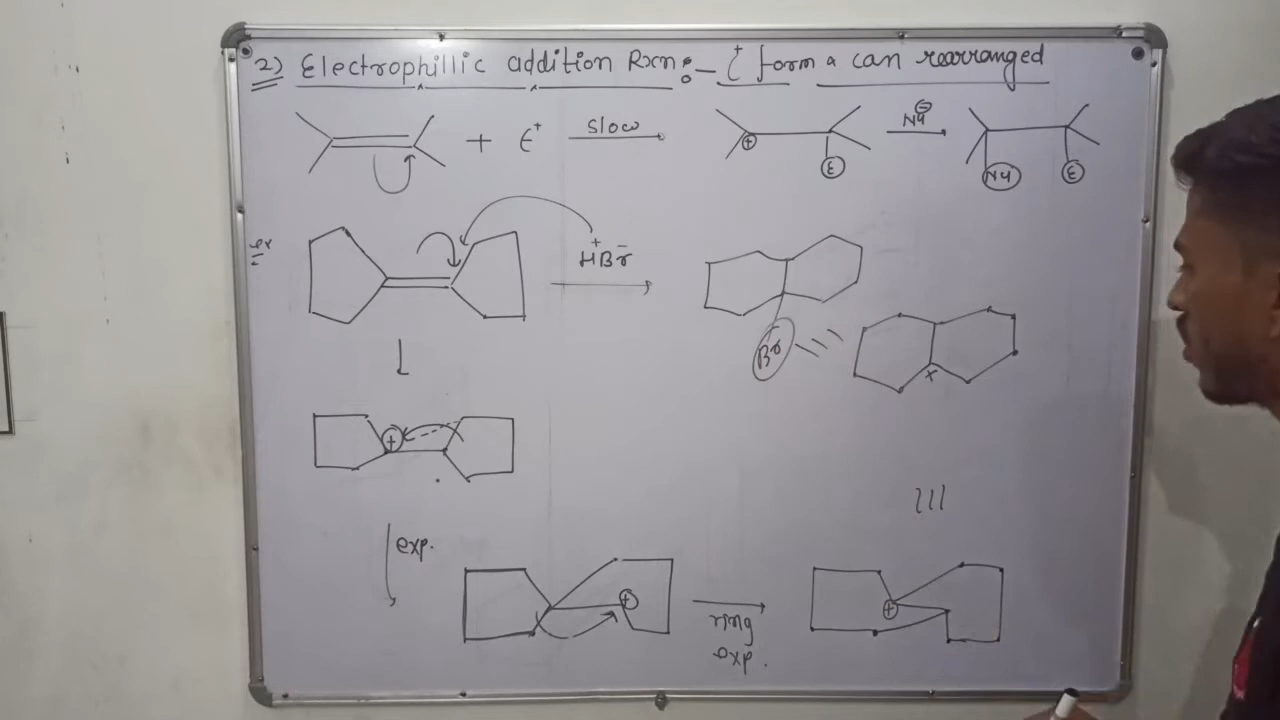 2) Electrophillic addition Rxn :- C⁺ form & can rearranged
+ E⁺ slow ⊕ E Nu⊖ Nu E
ex H⁺Br⁻ Br
⊕
exp.
⊕ ring exp. ⊕